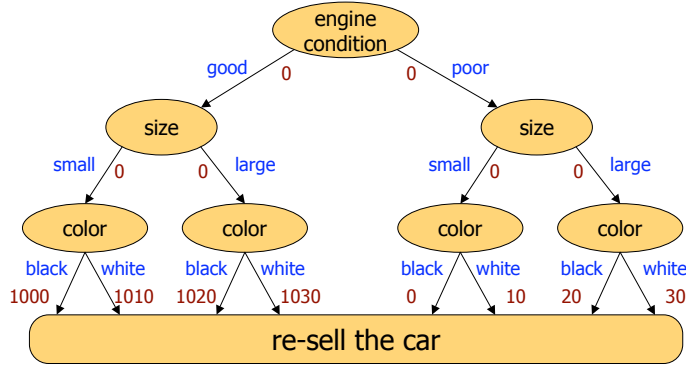 engine
condition
good 0 0 poor
size size
small 0 0 large small 0 0 large
color color color color
black white black white black white black white
1000 1010 1020 1030 0 10 20 30
re-sell the car